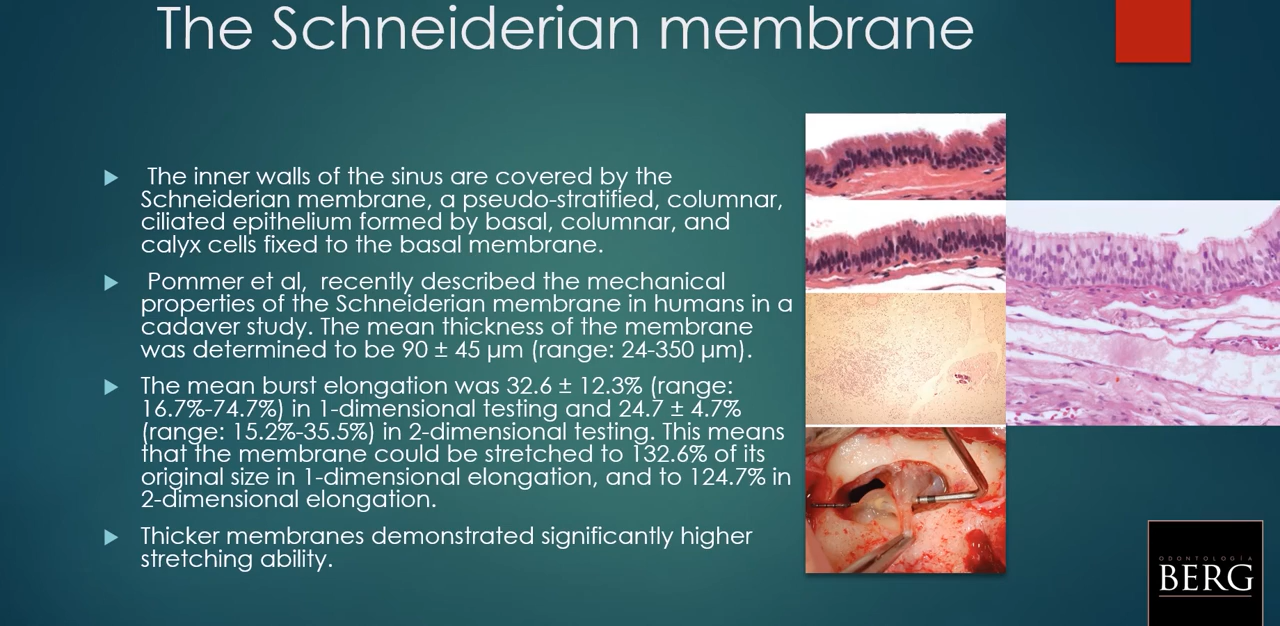 The Schneiderian membrane
The inner walls of the sinus are covered by the
Schneiderian membrane, a pseudo-stratified, columnar,
ciliated epithelium formed by basal, columnar, and
calyx cells fixed to the basal membrane.
Pommer et al, recently described the mechanical
properties of the Schneiderian membrane in humans in a
cadaver study. The mean thickness of the membrane
was determined to be 90 ± 45 μm (range: 24-350 μm).
The mean burst elongation was 32.6 ± 12.3% (range:
16.7%-74.7%) in 1-dimensional testing and 24.7 ± 4.7%
(range: 15.2%-35.5%) in 2-dimensional testing. This means
that the membrane could be stretched to 132.6% of its
original size in 1-dimensional elongation, and to 124.7% in
2-dimensional elongation.
Thicker membranes demonstrated significantly higher
stretching ability.
ODONTOLOGIA
BERG